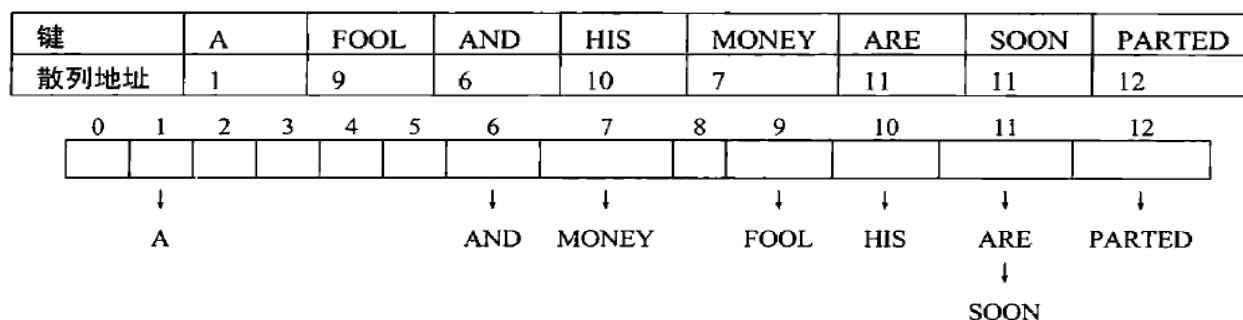 键 A FOOL AND HIS MONEY ARE SOON PARTED
散列地址 1 9 6 10 7 11 11 12
0 1 2 3 4 5 6 7 8 9 10 11 12
↓ ↓ ↓ ↓ ↓ ↓ ↓
A AND MONEY FOOL HIS ARE PARTED
↓
SOON